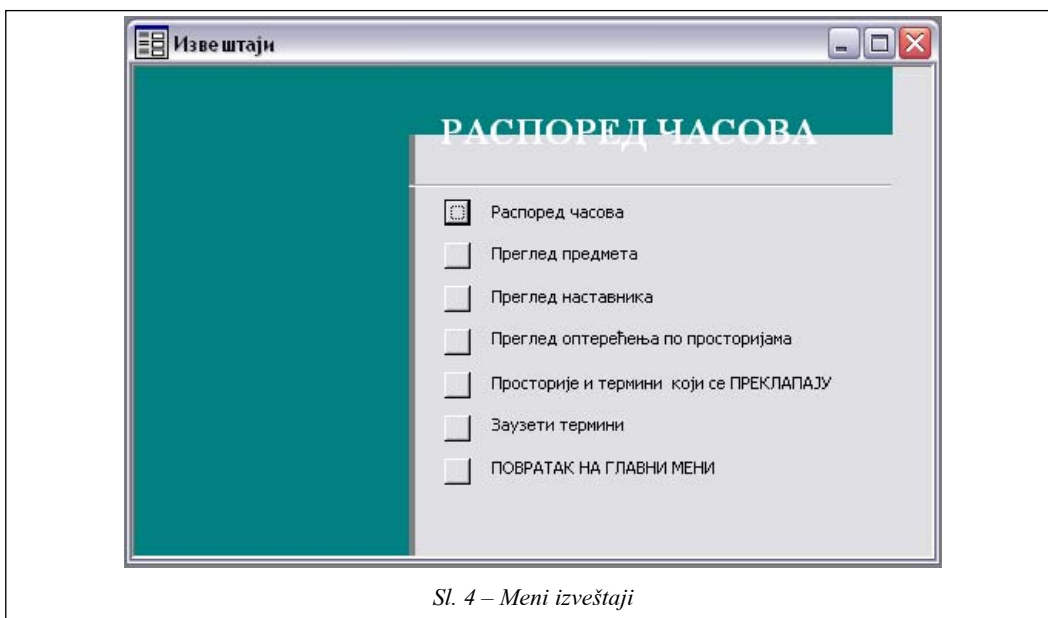 Извештаји
РАСПОРЕД ЧАСОВА
Распоред часова
Преглед предмета
Преглед наставника
Преглед оптерећења по просторијама
Просторије и термини који се ПРЕКЛАПАЈУ
Заузети термини
ПОВРАТАК НА ГЛАВНИ МЕНИ
Sl. 4 – Meni izveštaji